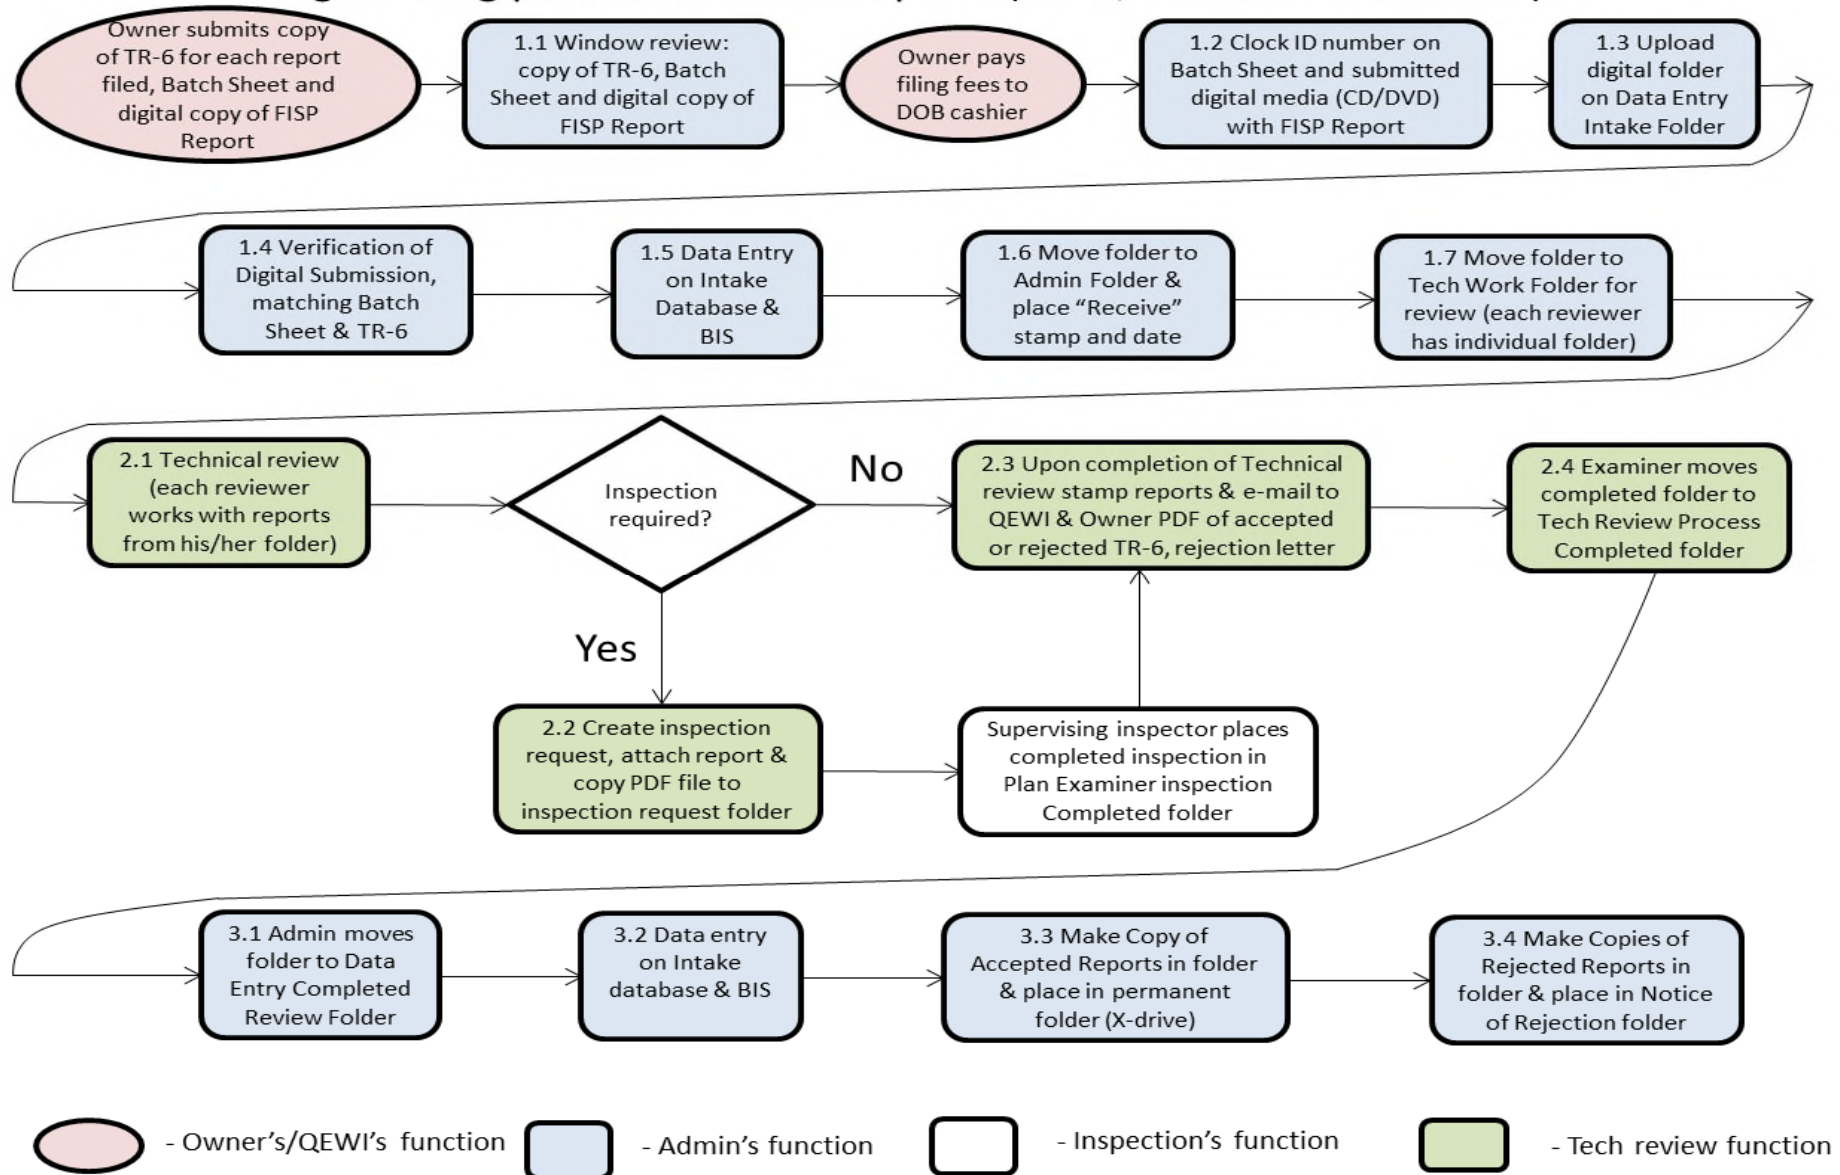 Owner submits copy
of TR-6 for each report
filed, Batch Sheet and
digital copy of FISP
Report
1.1 Window review:
copy of TR-6, Batch
Sheet and digital copy of
FISP Report
Owner pays
filing fees to
DOB cashier
1.2 Clock ID number on
Batch Sheet and submitted
digital media (CD/DVD)
with FISP Report
1.3 Upload
digital folder
on Data Entry
Intake Folder
1.4 Verification of
Digital Submission,
matching Batch
Sheet & TR-6
1.5 Data Entry
on Intake
Database &
BIS
1.6 Move folder to
Admin Folder &
place “Receive”
stamp and date
1.7 Move folder to
Tech Work Folder for
review (each reviewer
has individual folder)
2.1 Technical review
(each reviewer
works with reports
from his/her folder)
Inspection
required?
No
2.3 Upon completion of Technical
review stamp reports & e-mail to
QEWI & Owner PDF of accepted
or rejected TR-6, rejection letter
2.4 Examiner moves
completed folder to
Tech Review Process
Completed folder
Yes
2.2 Create inspection
request, attach report &
copy PDF file to
inspection request folder
Supervising inspector places
completed inspection in
Plan Examiner inspection
Completed folder
3.1 Admin moves
folder to Data
Entry Completed
Review Folder
3.2 Data entry
on Intake
database & BIS
3.3 Make Copy of
Accepted Reports in folder
& place in permanent
folder (X-drive)
3.4 Make Copies of
Rejected Reports in
folder & place in Notice
of Rejection folder
- Owner’s/QEWI’s function
- Admin’s function
- Inspection’s function
- Tech review function